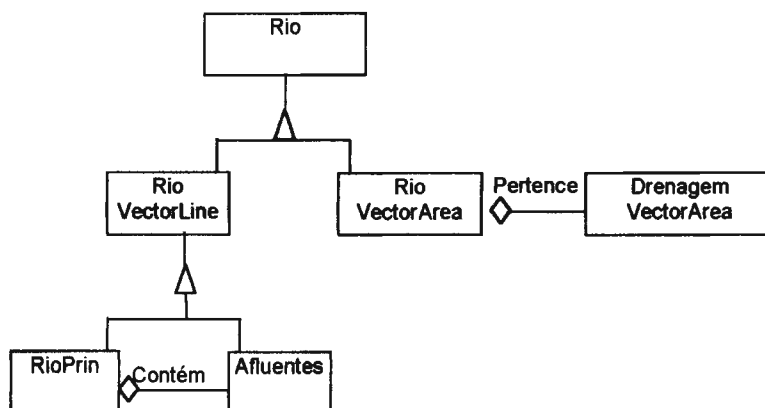 Rio
Rio
VectorLine
Rio
VectorArea
Pertence
Drenagem
VectorArea
RioPrin
Contém
Afluentes